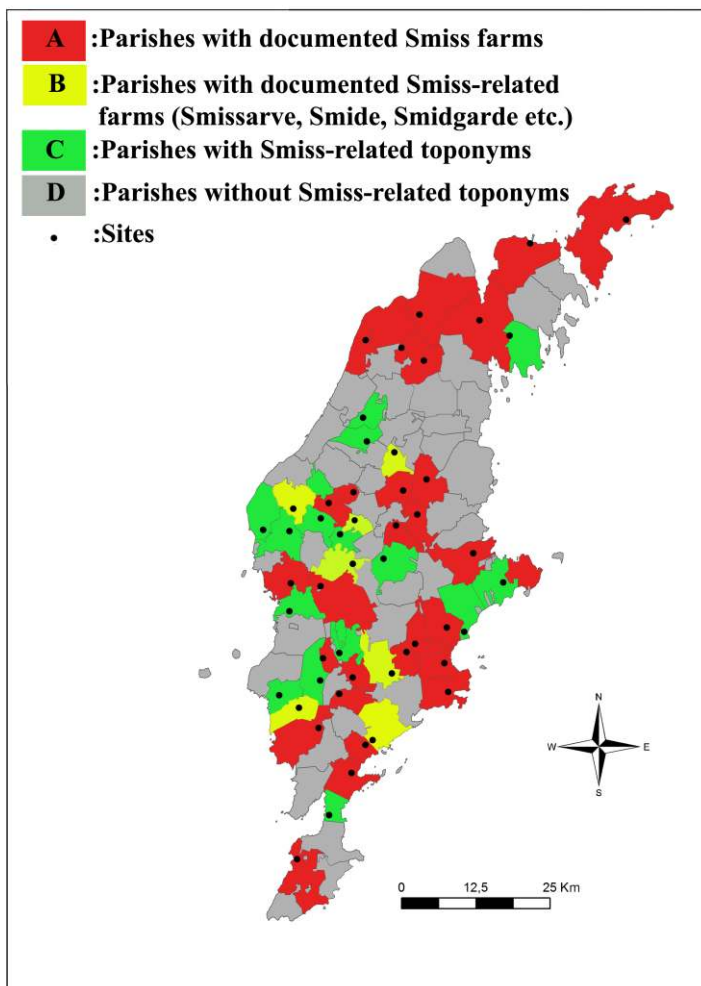 A :Parishes with documented Smiss farms
B :Parishes with documented Smiss-related
farms (Smissarve, Smide, Smidgarde etc.)
C :Parishes with Smiss-related toponyms
D :Parishes without Smiss-related toponyms
:Sites
N
W E
S
0 12,5 25 Km